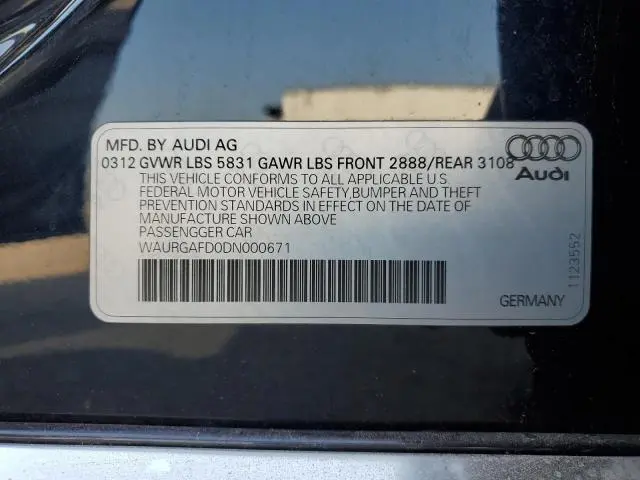 MFD. BY AUDI AG
0312 GVWR LBS 5831 GAWR LBS FRONT 2888/REAR 3108
THIS VEHICLE CONFORMS TO ALL APPLICABLE U.S.
FEDERAL MOTOR VEHICLE SAFETY,BUMPER AND THEFT
PREVENTION STANDARDS IN EFFECT ON THE DATE OF
MANUFACTURE SHOWN ABOVE
PASSENGGER CAR
WAURGAFD0DN000671
Audi
1123552
GERMANY